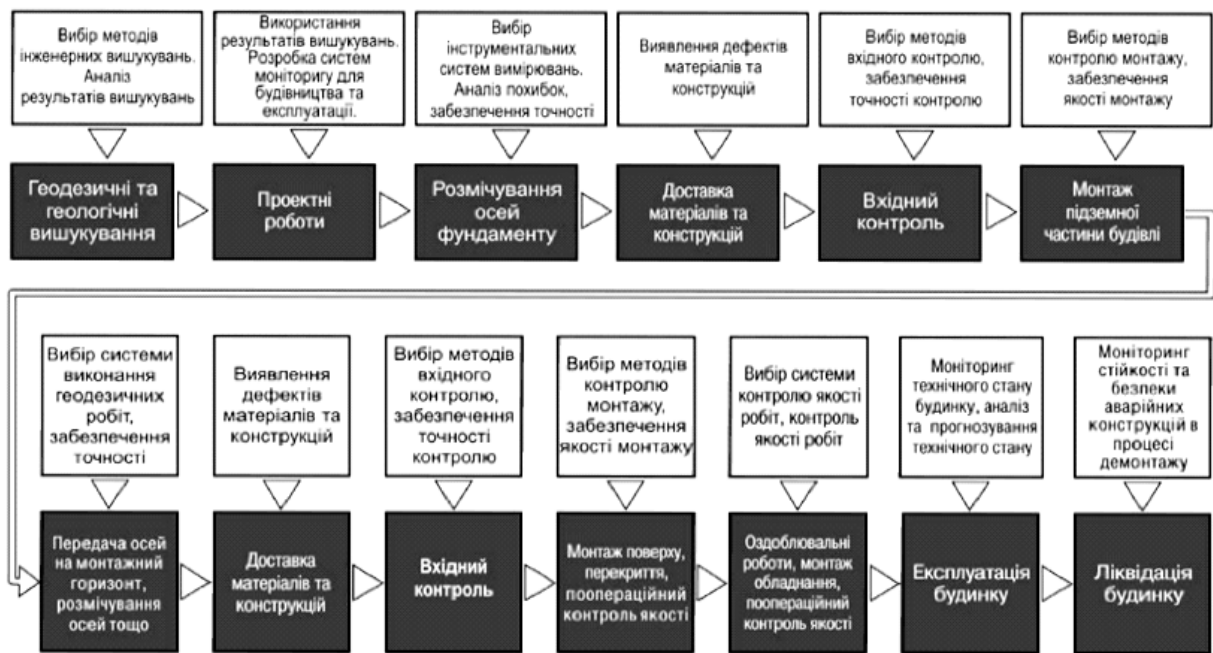 Вибір методів
інженерних вишукувань.
Аналіз
результатів вишукувань
Використання
результатів вишукувань.
Розробка систем
моніторигу для
будівництва та
експлуатації.
Вибір
інструментальних
систем вимірювань.
Аналіз похибок,
забезпечення точності
Виявлення дефектів
матеріалів та
конструкцій
Вибір методів
вхідного контролю,
забезпечення
точності контролю
Вибір методів
контролю монтажу,
забезпечення
якості монтажу
Геодезичні та
геологічні
вишукування
Проектні
роботи
Розмічування
осей
фундаменту
Доставка
матеріалів та
конструкцій
Вхідний
контроль
Монтаж
підземної
частини будівлі
Вибір системи
виконання
геодезичних
робіт,
забезпечення
точності
Виявлення
дефектів
матеріалів та
конструкцій
Вибір методів
вхідного
контролю,
забезпечення
точності
контролю
Вибір методів
контролю
монтажу,
забезпечення
якості монтажу
Вибір системи
контролю якості
робіт, контроль
якості робіт
Моніторинг
технічного стану
будинку, аналіз
та прогнозування
технічного стану
Моніторинг
стійкості та
безпеки
аварійних
конструкцій в
процесі
демонтажу
Передача осей
на монтажний
горизонт,
розмічування
осей тощо
Доставка
матеріалів та
конструкцій
Вхідний
контроль
Монтаж поверху,
перекриття,
поопераційний
контроль якості
Оздоблювальні
роботи, монтаж
обладнання,
поопераційний
контроль якості
Експлуатація
будинку
Ліквідація
будинку